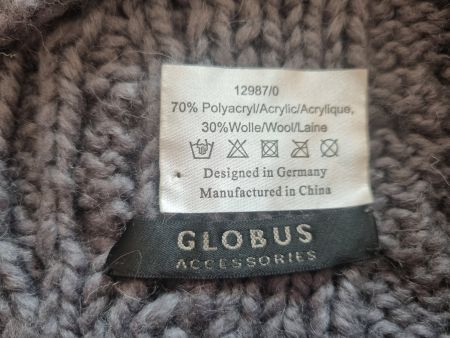 12987/0
70% Polyacryl/Acrylic/Acrylique,
30%Wolle/Wool/Laine
Designed in Germany
Manufactured in China
GLOBUS
ACCESSORIES